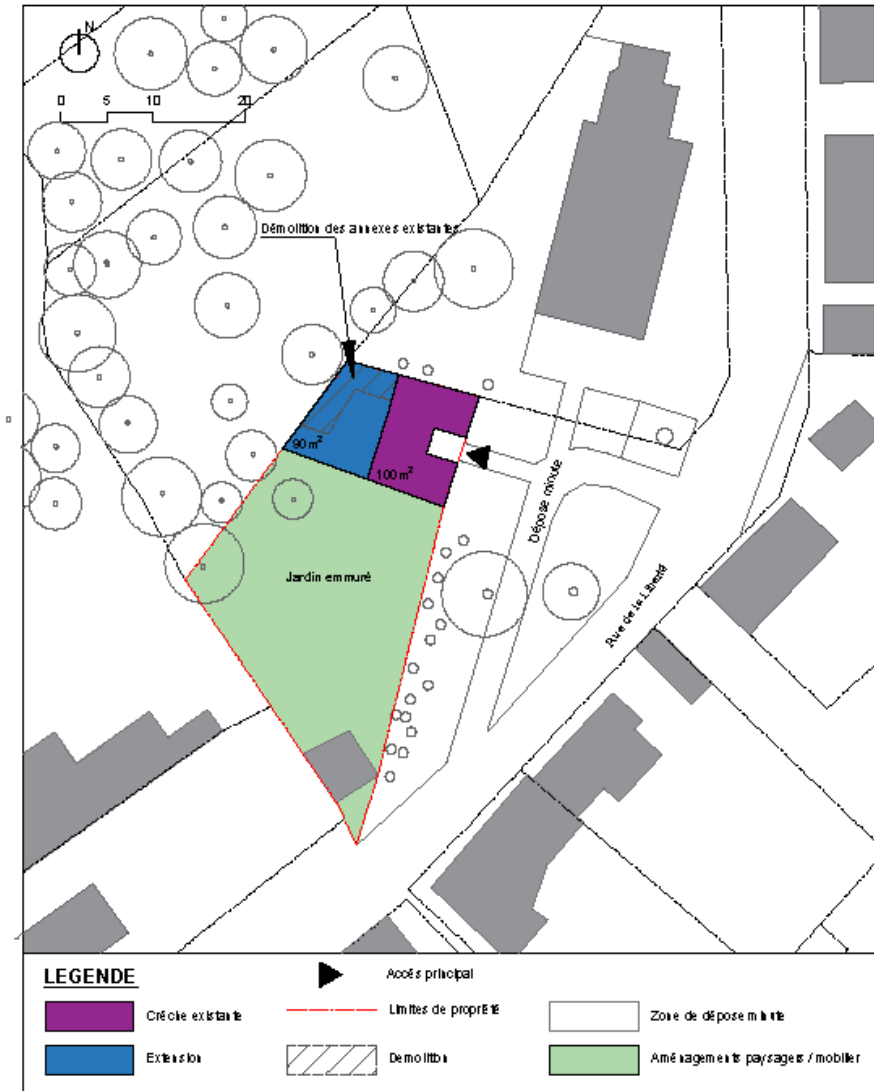 N
0 5 10 20
Démolition des annexes existantes
90 m²
100 m²
Dépose minute
Jardin emmuré
Rue de la Liberté
LEGENDE
Accès principal
Crèche existante
Limites de propriété
Zone de dépose minute
Extension
Demolition
Aménagements paysagers / mobilier